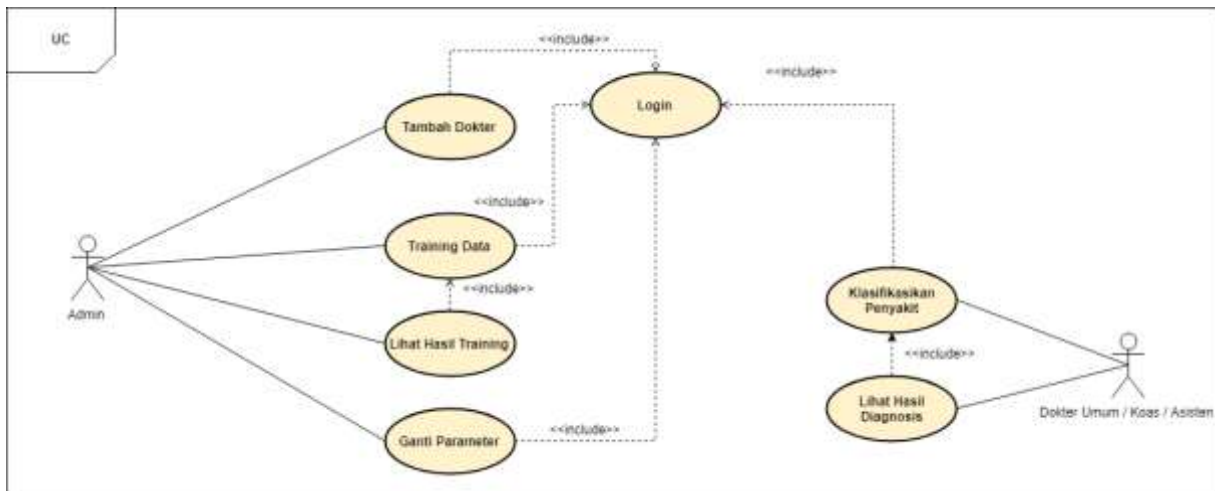 UC
<<include>>
<<include>>
Login
Tambah Dokter
<<include>>
Training Data
<<include>>
Admin
Lihat Hasil Training
Klasifikasikan
Penyakit
<<include>>
Lihat Hasil
Diagnosis
Dokter Umum / Koas / Asisten
<<include>>
Ganti Parameter